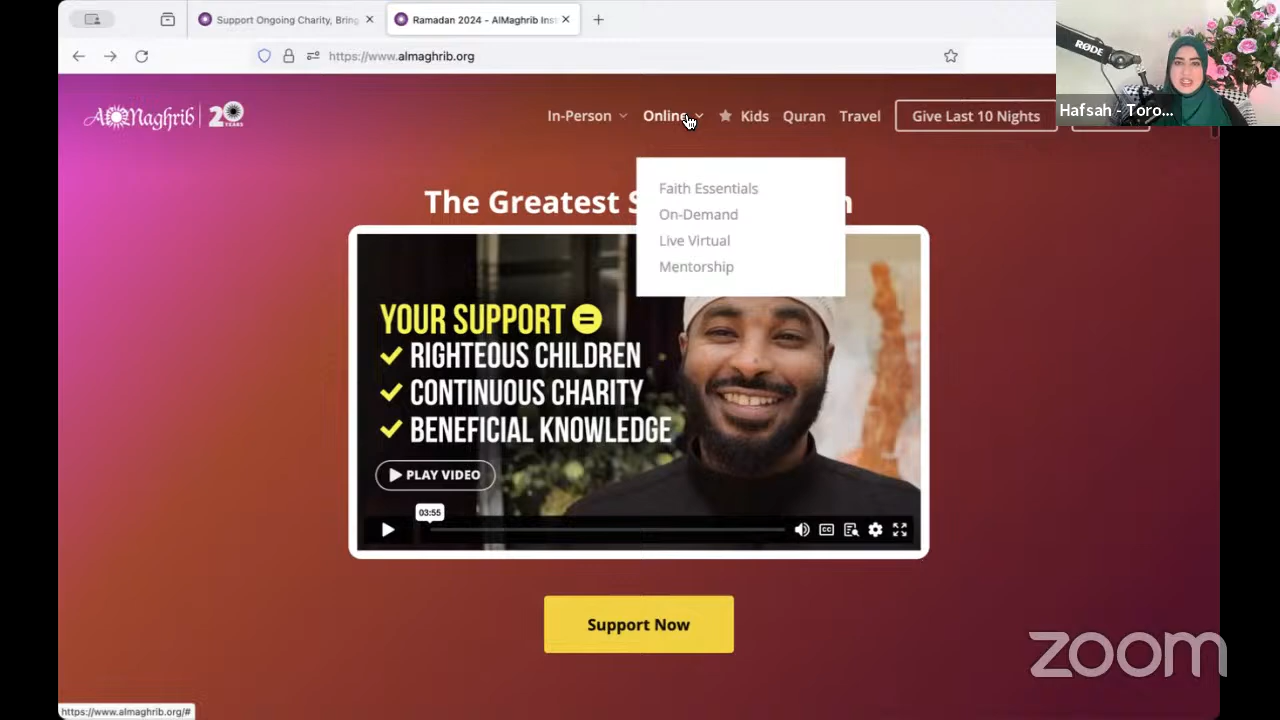 Support Ongoing Charity, Bring
Ramadan 2024 - AlMaghrib Inst
https://www.almaghrib.org
RØDE
Hafsah - Toro...
AlMaghrib
20
YEARS
In-Person
Online
Kids
Quran
Travel
Give Last 10 Nights
Faith Essentials
On-Demand
Live Virtual
Mentorship
The Greatest S
YOUR SUPPORT =
RIGHTEOUS CHILDREN
CONTINUOUS CHARITY
BENEFICIAL KNOWLEDGE
PLAY VIDEO
03:55
CC
Support Now
zoom
https://www.almaghrib.org/#